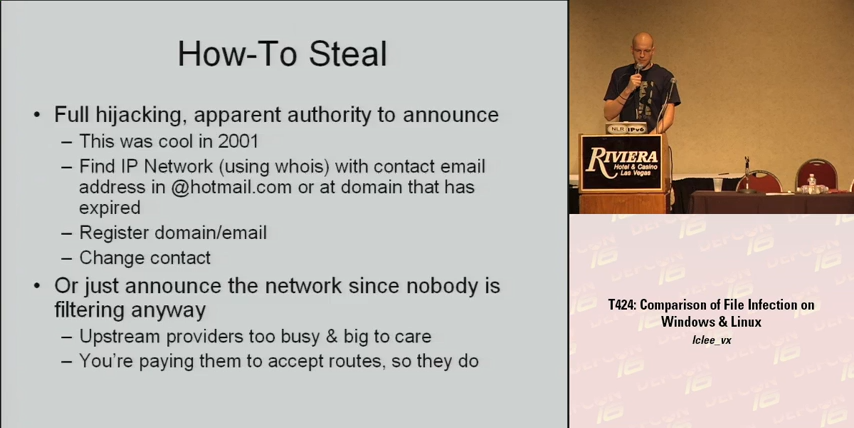 How-To Steal
• Full hijacking, apparent authority to announce
– This was cool in 2001
– Find IP Network (using whois) with contact email
address in @hotmail.com or at domain that has
expired
– Register domain/email
– Change contact
• Or just announce the network since nobody is
filtering anyway
– Upstream providers too busy & big to care
– You're paying them to accept routes, so they do
NLR IPv6
RIVIERA
Hotel & Casino
Las Vegas
T424: Comparison of File Infection on
Windows & Linux
lclee_vx